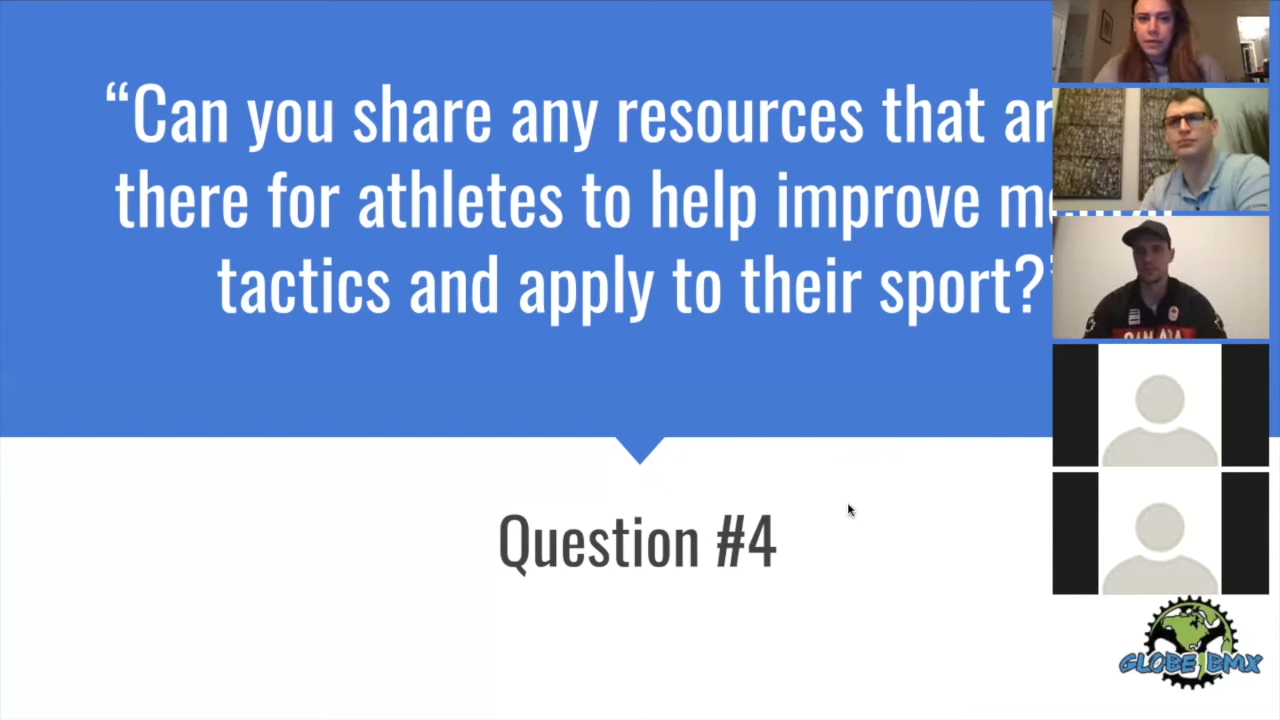 “Can you share any resources that
there for athletes to help improve
tactics and apply to their sport?”
Question #4
GLOBE BMX